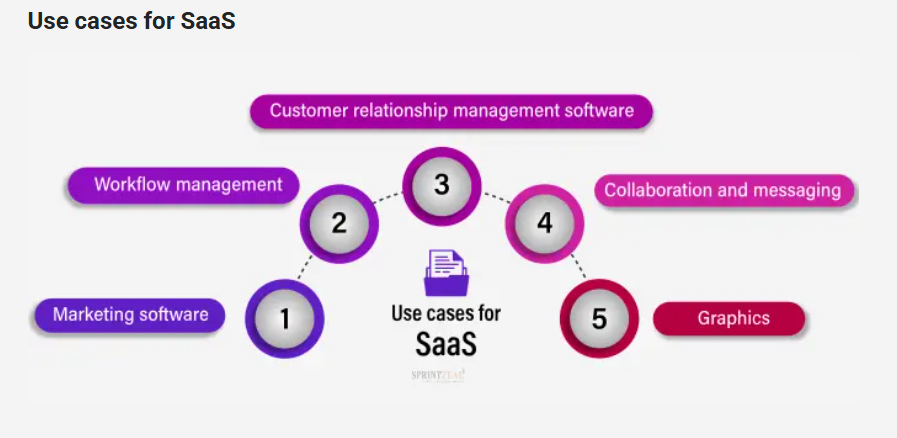 Use cases for SaaS
Customer relationship management software
Workflow management
3
Collaboration and messaging
2
4
Marketing software
1
Use cases for
SaaS
5
Graphics